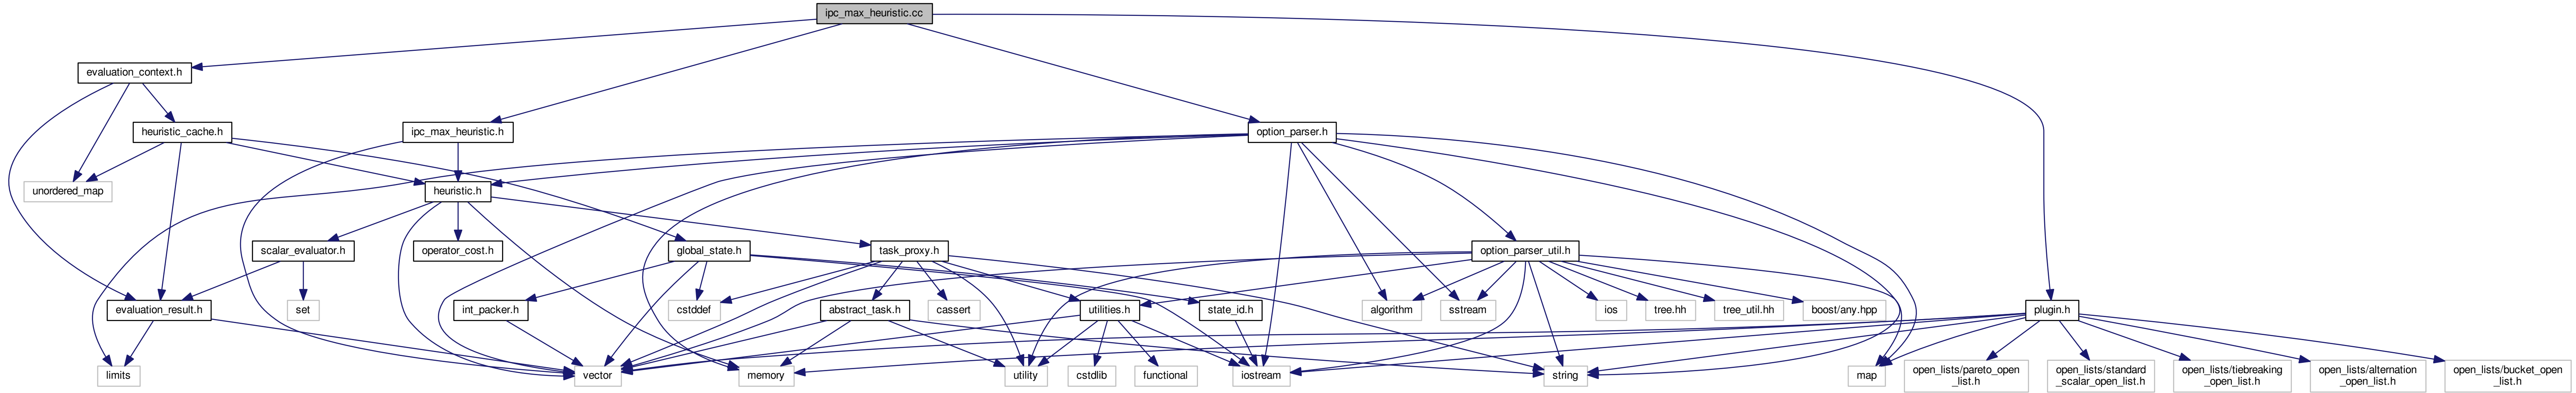 ipc_max_heuristic.cc
evaluation_context.h
heuristic_cache.h
ipc_max_heuristic.h
option_parser.h
unordered_map
heuristic.h
scalar_evaluator.h
operator_cost.h
global_state.h
task_proxy.h
option_parser_util.h
evaluation_result.h
set
int_packer.h
cstddef
abstract_task.h
cassert
utilities.h
state_id.h
algorithm
sstream
ios
tree.hh
tree_util.hh
boost/any.hpp
plugin.h
limits
vector
memory
utility
cstdlib
functional
iostream
string
map
open_lists/pareto_open
_list.h
open_lists/standard
_scalar_open_list.h
open_lists/tiebreaking
_open_list.h
open_lists/alternation
_open_list.h
open_lists/bucket_open
_list.h